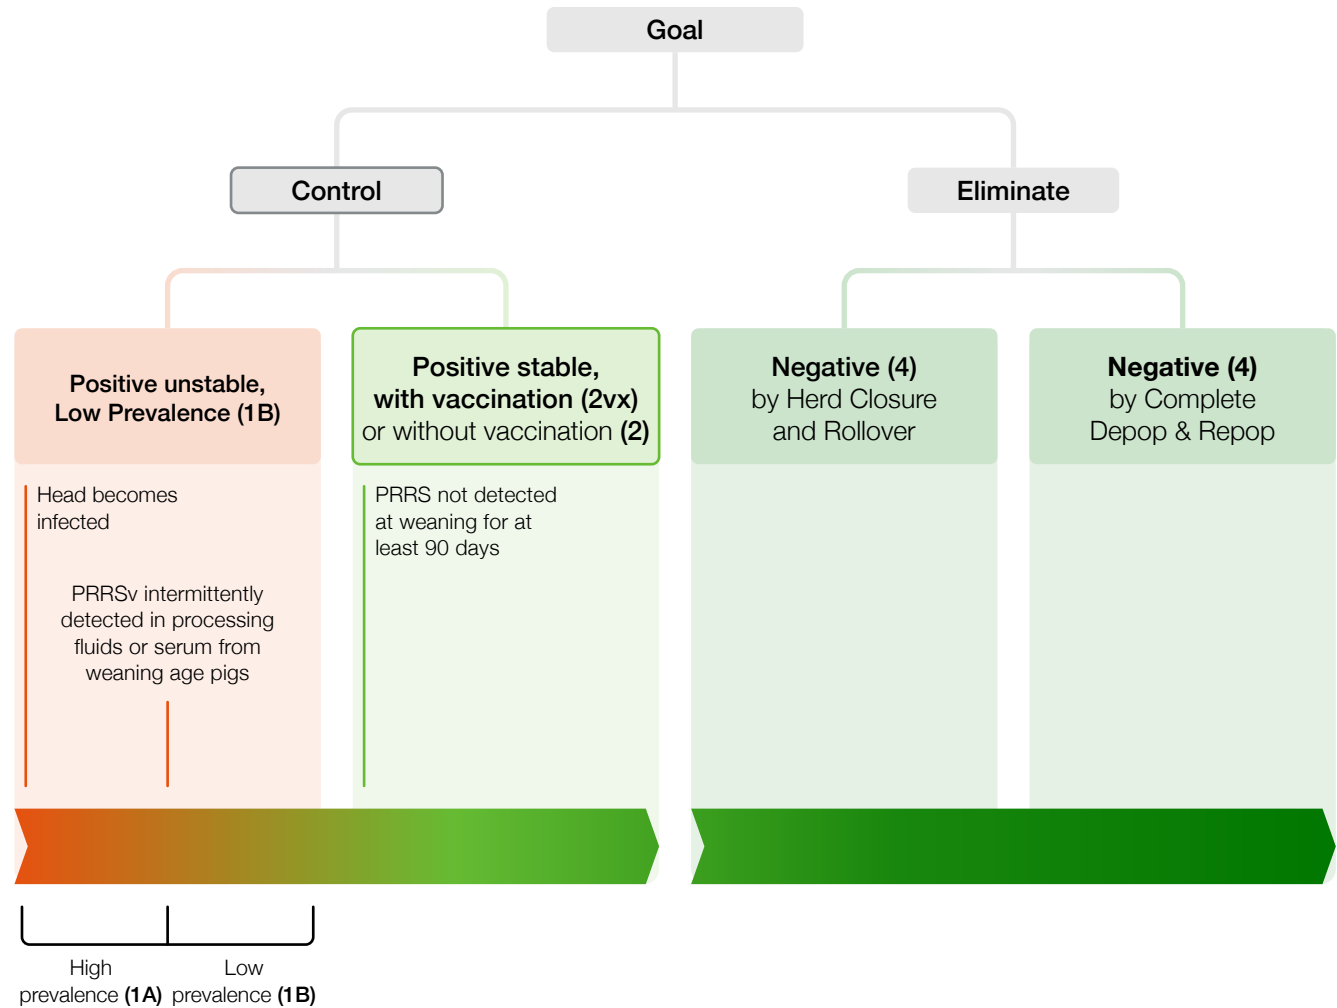 Goal
Control
Eliminate
Positive unstable,
Low Prevalence (1B)
Positive stable,
with vaccination (2vx)
or without vaccination (2)
Negative (4)
by Herd Closure
and Rollover
Negative (4)
by Complete
Depop & Repop
Head becomes
infected
PRRSv intermittently
detected in processing
fluids or serum from
weaning age pigs
PRRS not detected
at weaning for at
least 90 days
High
prevalence (1A)
Low
prevalence (1B)